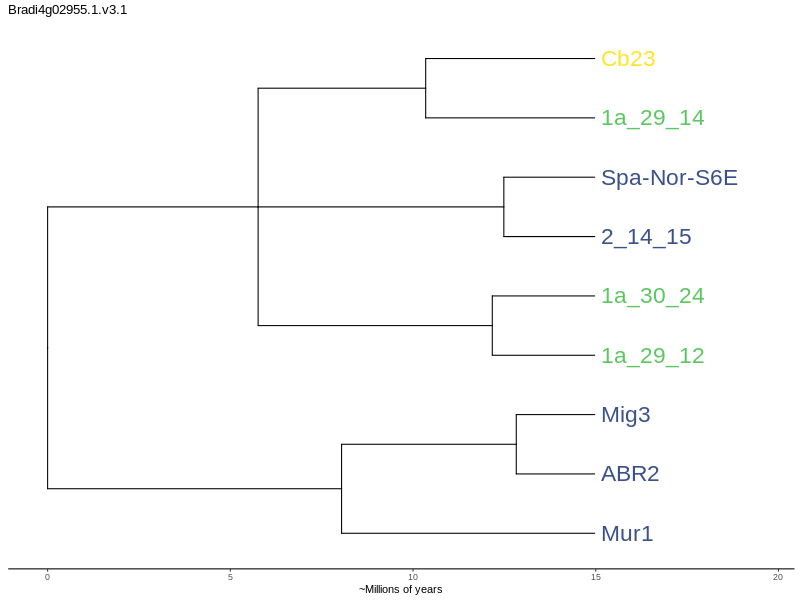 Bradi4g02955.1.v3.1
Cb23
1a_29_14
Spa-Nor-S6E
2_14_15
1a_30_24
1a_29_12
Mig3
ABR2
Mur1
0 5 10 15 20
~Millions of years